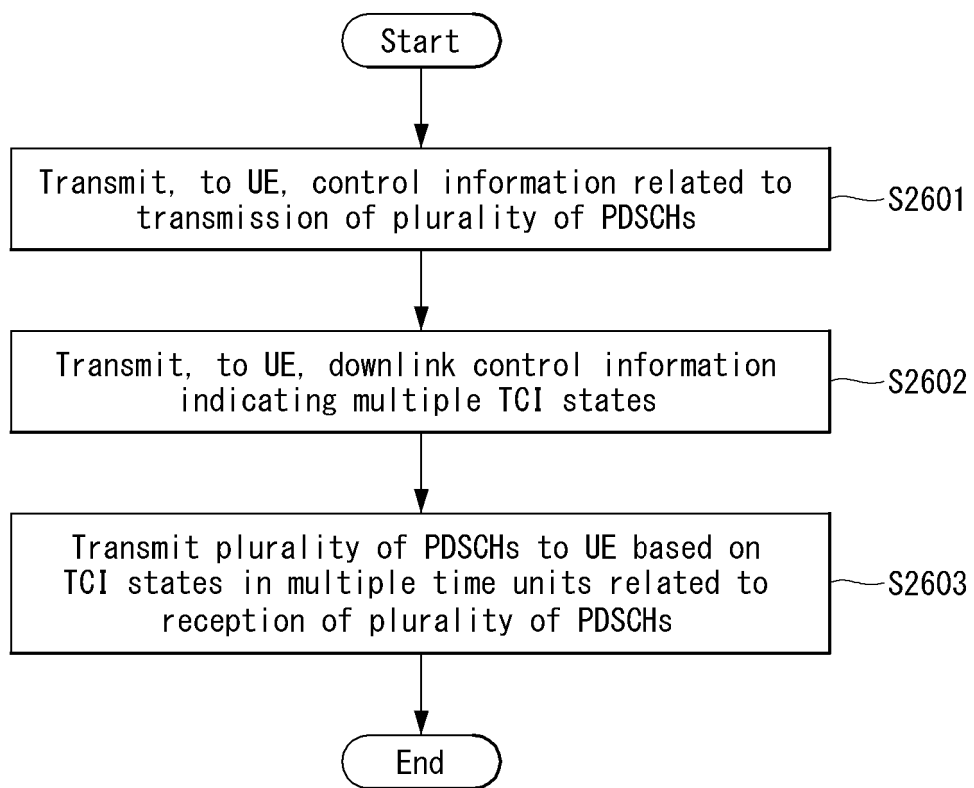 Start
Transmit, to UE, control information related to
transmission of plurality of PDSCHs
S2601
Transmit, to UE, downlink control information
indicating multiple TCI states
S2602
Transmit plurality of PDSCHs to UE based on
TCI states in multiple time units related to
reception of plurality of PDSCHs
S2603
End